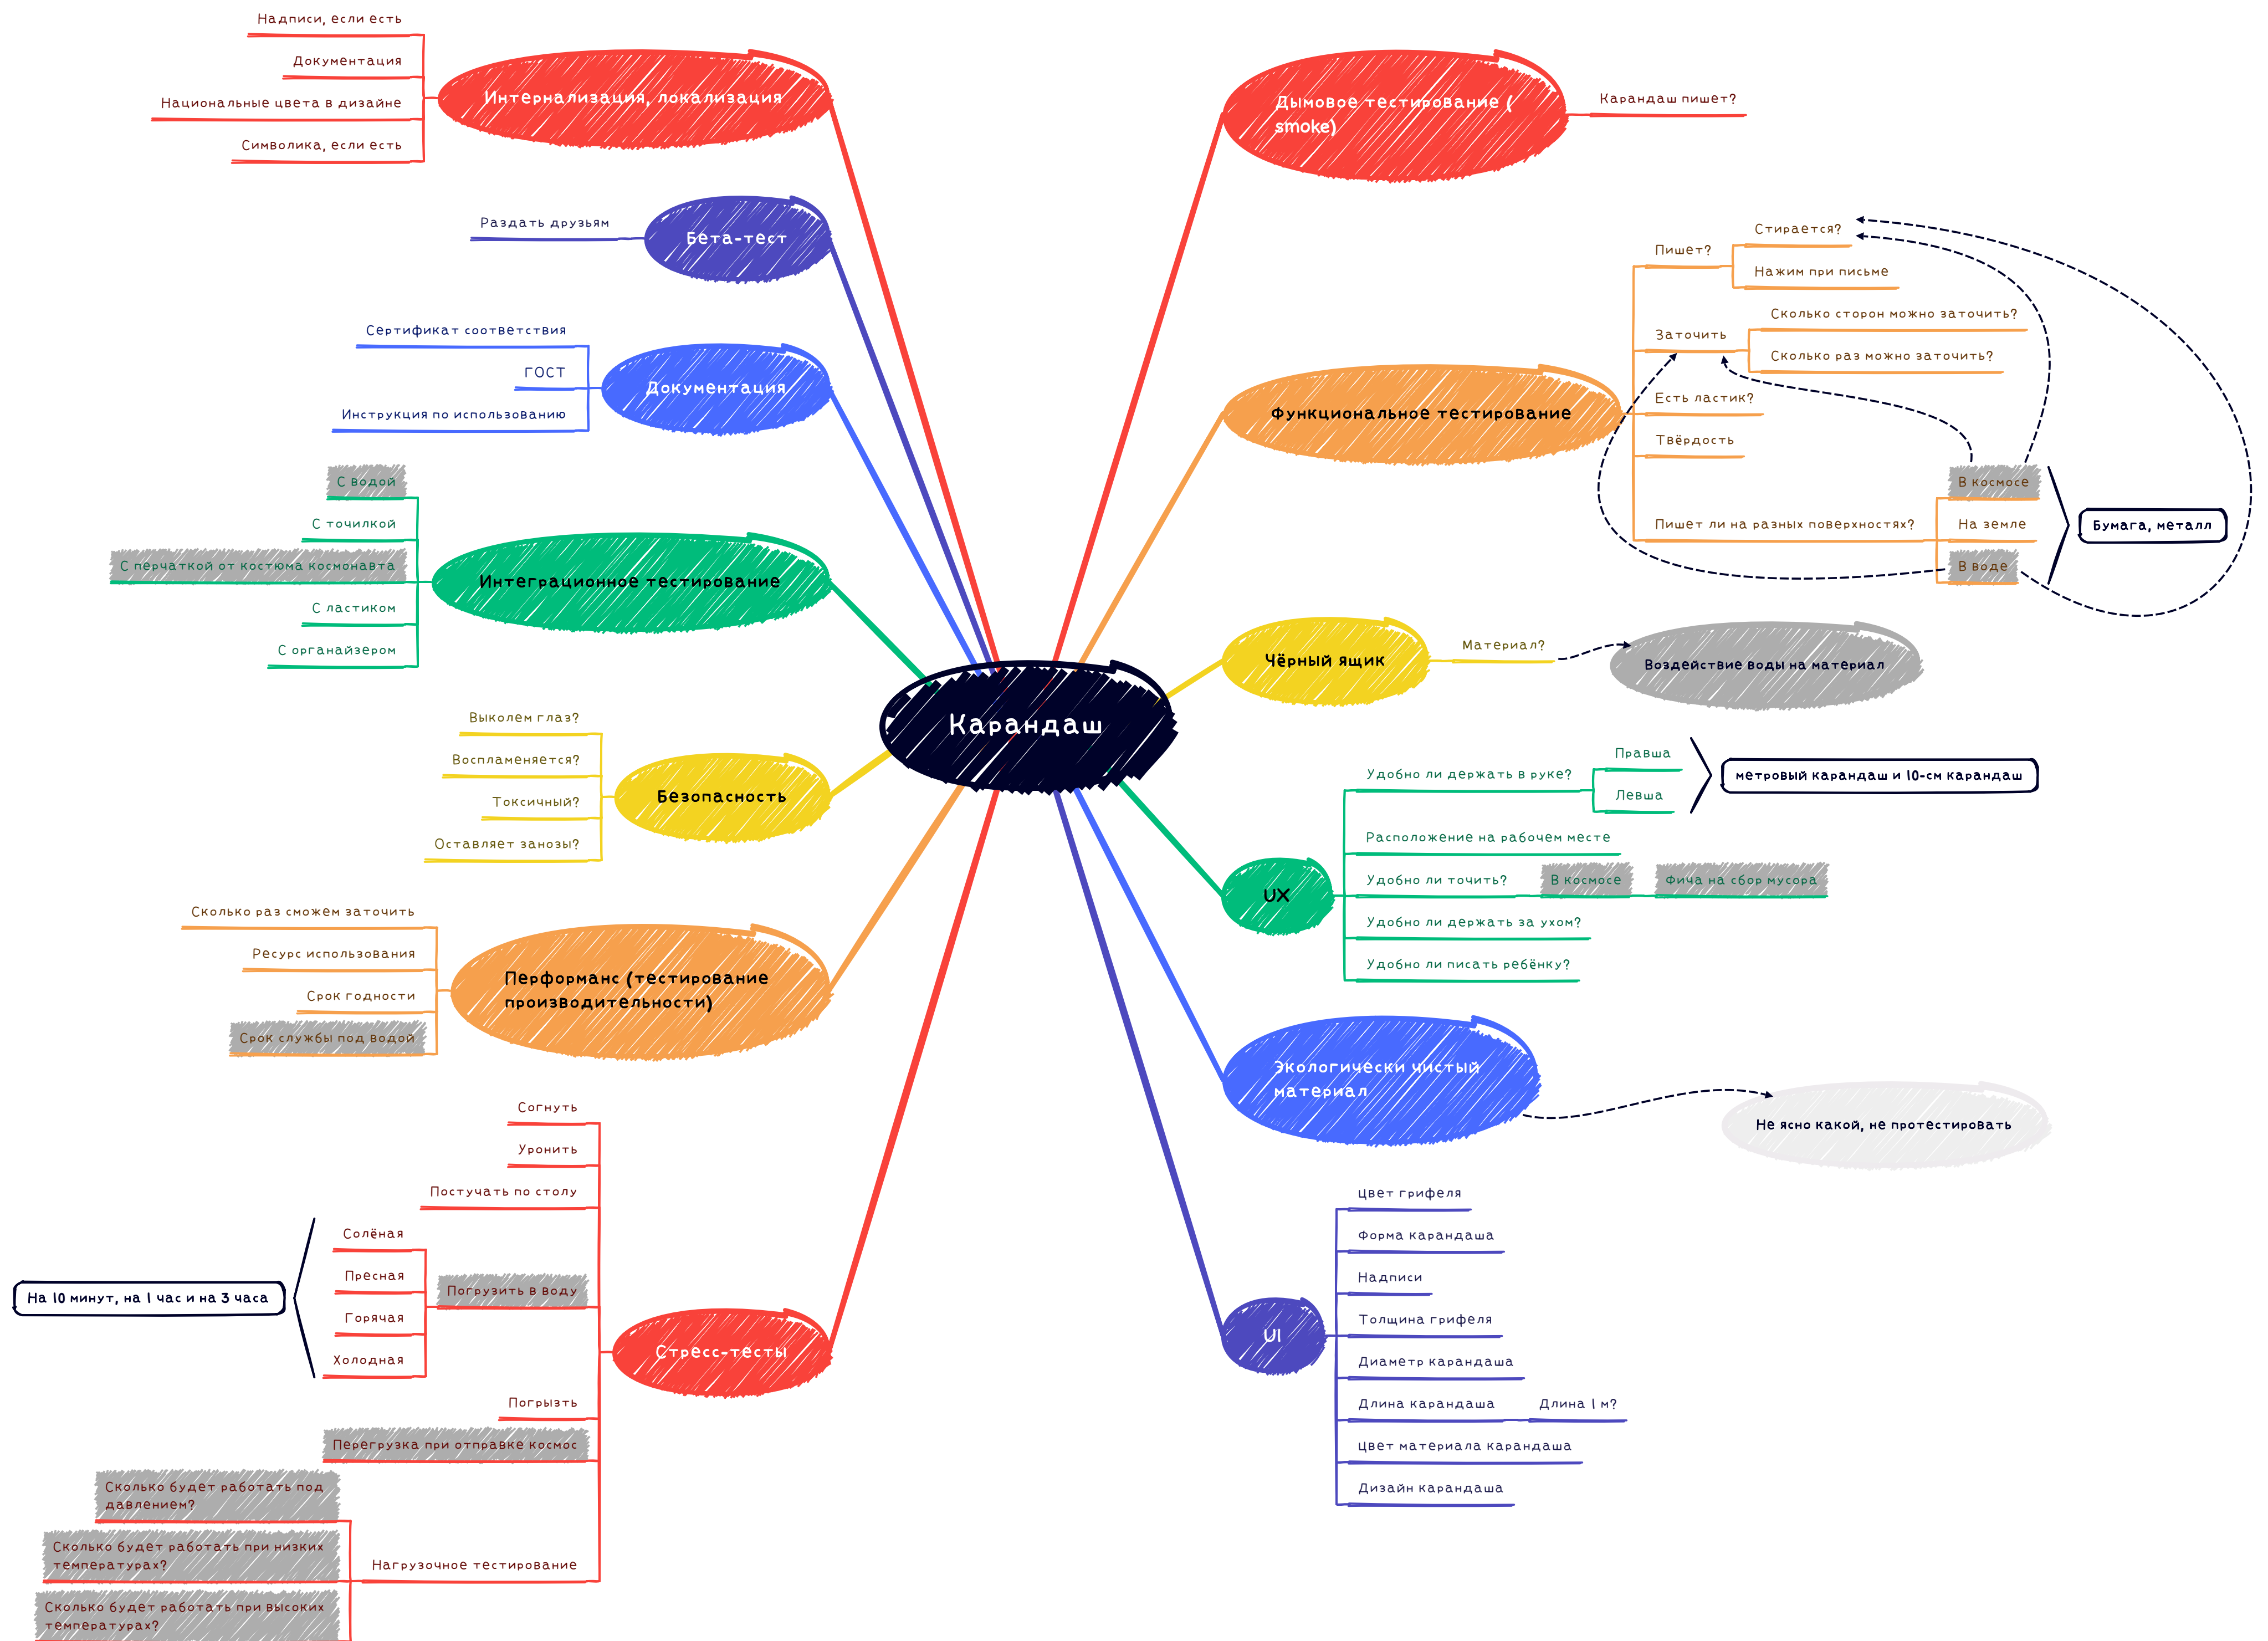 Карандаш
Дымовое тестирование (
smoke)
Карандаш пишет?
Функциональное тестирование
Пишет?
Стирается?
Нажим при письме
Заточить
Сколько сторон можно заточить?
Сколько раз можно заточить?
Есть ластик?
Твёрдость
Пишет ли на разных поверхностях?
В космосе
На земле
В воде
Бумага, металл
Чёрный ящик
Материал?
Воздействие воды на материал
UX
Удобно ли держать в руке?
Правша
Левша
метровый карандаш и 10-см карандаш
Расположение на рабочем месте
Удобно ли точить?
В космосе
Фича на сбор мусора
Удобно ли держать за ухом?
Удобно ли писать ребёнку?
Экологически чистый
материал
Не ясно какой, не протестировать
UI
Цвет грифеля
Форма карандаша
Надписи
Толщина грифеля
Диаметр карандаша
Длина карандаша
Длина 1 м?
Цвет материала карандаша
Дизайн карандаша
Интернализация, локализация
Надписи, если есть
Документация
Национальные цвета в дизайне
Символика, если есть
Бета-тест
Раздать друзьям
Документация
Сертификат соответствия
ГОСТ
Инструкция по использованию
Интеграционное тестирование
С водой
С точилкой
С перчаткой от костюма космонавта
С ластиком
С органайзером
Безопасность
Выколем глаз?
Воспламеняется?
Токсичный?
Оставляет занозы?
Перформанс (тестирование
производительности)
Сколько раз сможем заточить
Ресурс использования
Срок годности
Срок службы под водой
Стресс-тесты
Согнуть
Уронить
Постучать по столу
Погрузить в воду
Солёная
Пресная
Горячая
Холодная
На 10 минут, на 1 час и на 3 часа
Погрызть
Перегрузка при отправке космос
Нагрузочное тестирование
Сколько будет работать под
давлением?
Сколько будет работать при низких
температурах?
Сколько будет работать при высоких
температурах?